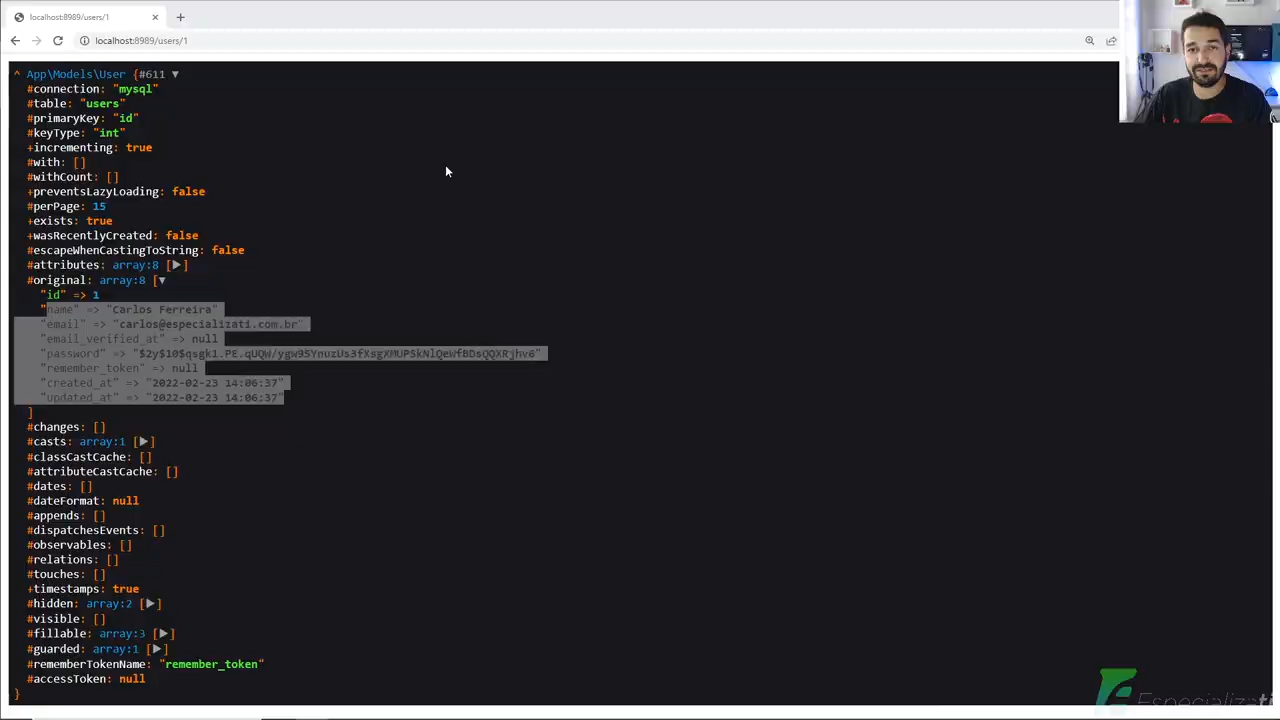 localhost:8989/users/1
localhost:8989/users/1
^ App\Models\User {#611 ▼
#connection: "mysql"
#table: "users"
#primaryKey: "id"
#keyType: "int"
+incrementing: true
#with: []
#withCount: []
+preventsLazyLoading: false
#perPage: 15
+exists: true
+wasRecentlyCreated: false
#escapeWhenCastingToString: false
#attributes: array:8 [▶]
#original: array:8 [▼
"id" => 1
"name" => "Carlos Ferreira"
"email" => "carlos@especializati.com.br"
"email_verified_at" => null
"password" =>
"remember_token" => null
"created_at" => "2022-02-23 14:06:37"
"updated_at" => "2022-02-23 14:06:37"
]
#changes: []
#casts: array:1 [▶]
#classCastCache: []
#attributeCastCache: []
#dates: []
#dateFormat: null
#appends: []
#dispatchesEvents: []
#observables: []
#relations: []
#touches: []
+timestamps: true
#hidden: array:2 [▶]
#visible: []
#fillable: array:3 [▶]
#guarded: array:1 [▶]
#rememberTokenName: "remember_token"
#accessToken: null
}
Especializati